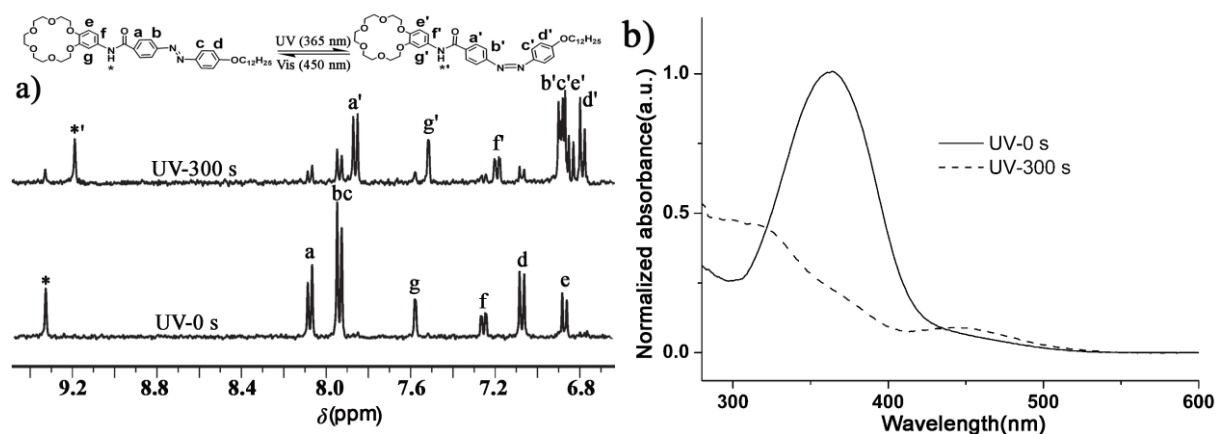 e
f
g
O
O
O
O
O
O
N
H
*
O
a
b
N
N
c
d
OC₁₂H₂₅
UV (365 nm)
Vis (450 nm)
e'
f'
g'
O
O
O
O
O
O
N
H
*'
O
a'
b'
N=N
c'
d'
OC₁₂H₂₅
a)
*' a' g' f' b' c' e' d'
UV-300 s
* a bc g f d e
UV-0 s
9.2 8.8 8.4 8.0 7.6 7.2 6.8
δ(ppm)
b)
Normalized absorbance(a.u.)
1.0
0.5
0.0
UV-0 s
UV-300 s
300 400 500 600
Wavelength(nm)